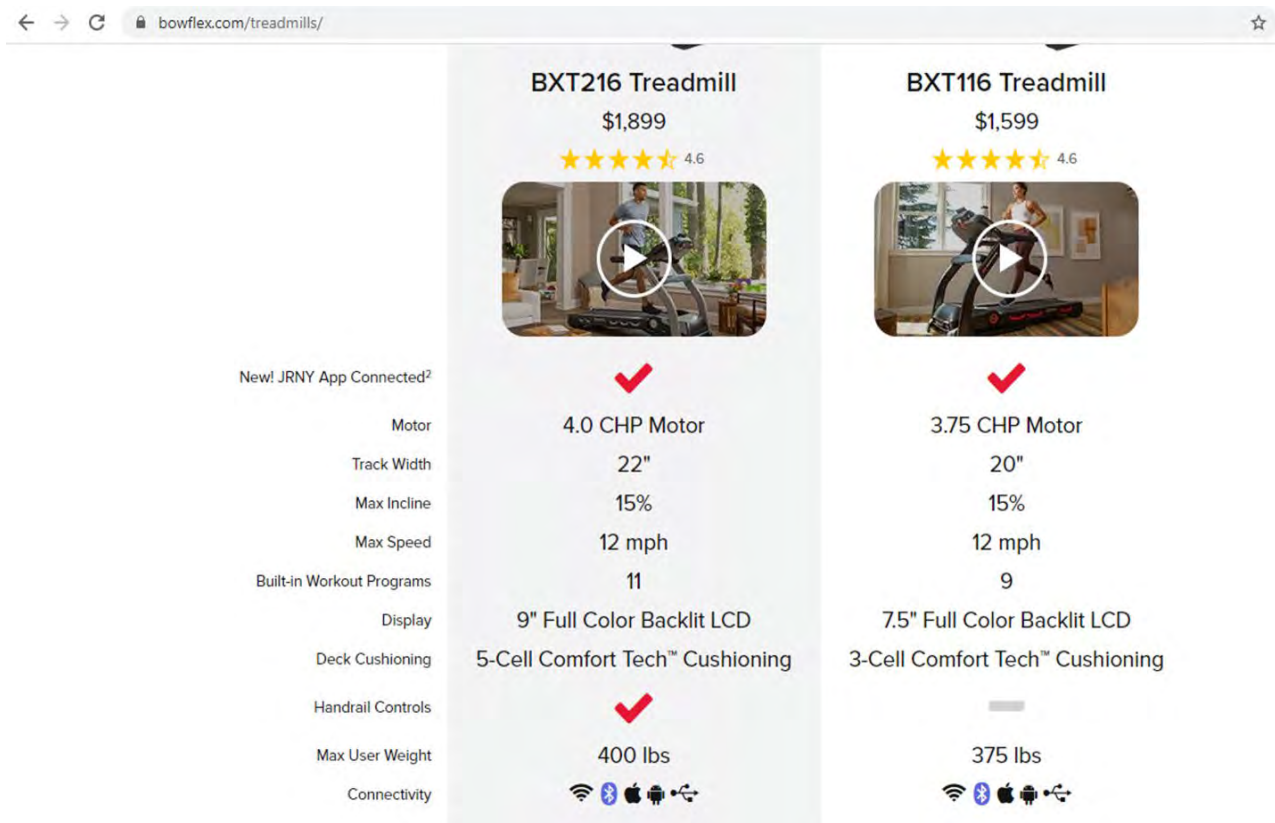 bowflex.com/treadmills/
BXT216 Treadmill BXT116 Treadmill
$1,899 $1,599
4.6 4.6
New! JRNY App Connected²
Motor 4.0 CHP Motor 3.75 CHP Motor
Track Width 22" 20"
Max Incline 15% 15%
Max Speed 12 mph 12 mph
Built-in Workout Programs 11 9
Display 9" Full Color Backlit LCD 7.5" Full Color Backlit LCD
Deck Cushioning 5-Cell Comfort Tech™ Cushioning 3-Cell Comfort Tech™ Cushioning
Handrail Controls
Max User Weight 400 lbs 375 lbs
Connectivity